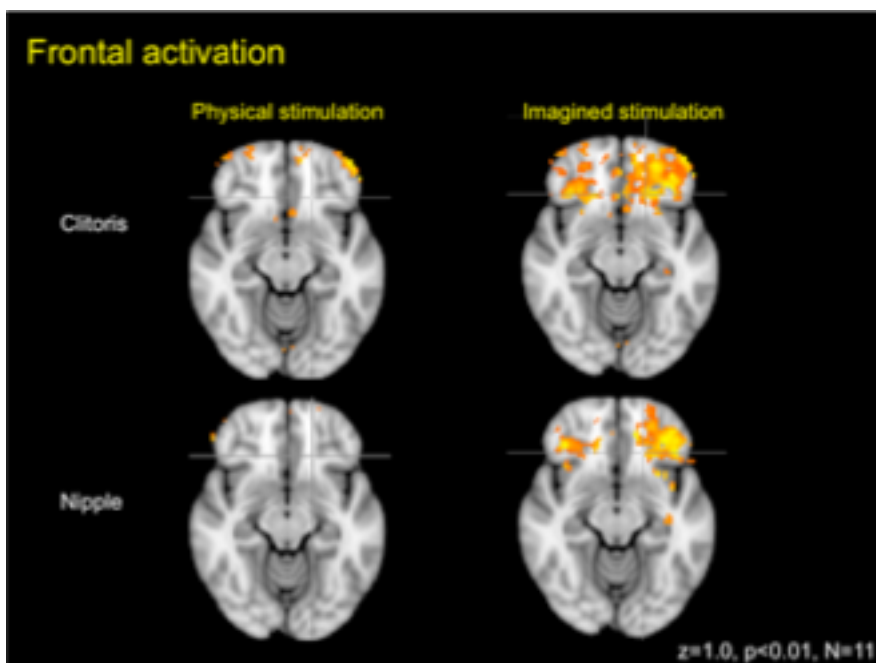 Frontal activation
Physical stimulation
Imagined stimulation
Clitoris
Nipple
z=1.0, p<0.01, N=11